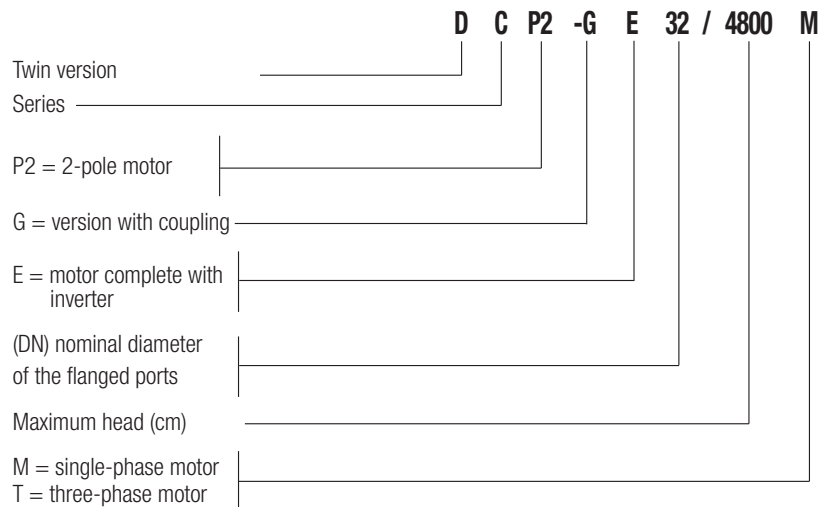 D C P2 -G E 32 / 4800 M
Twin version
Series
P2 = 2-pole motor
G = version with coupling
E = motor complete with
inverter
(DN) nominal diameter
of the flanged ports
Maximum head (cm)
M = single-phase motor
T = three-phase motor